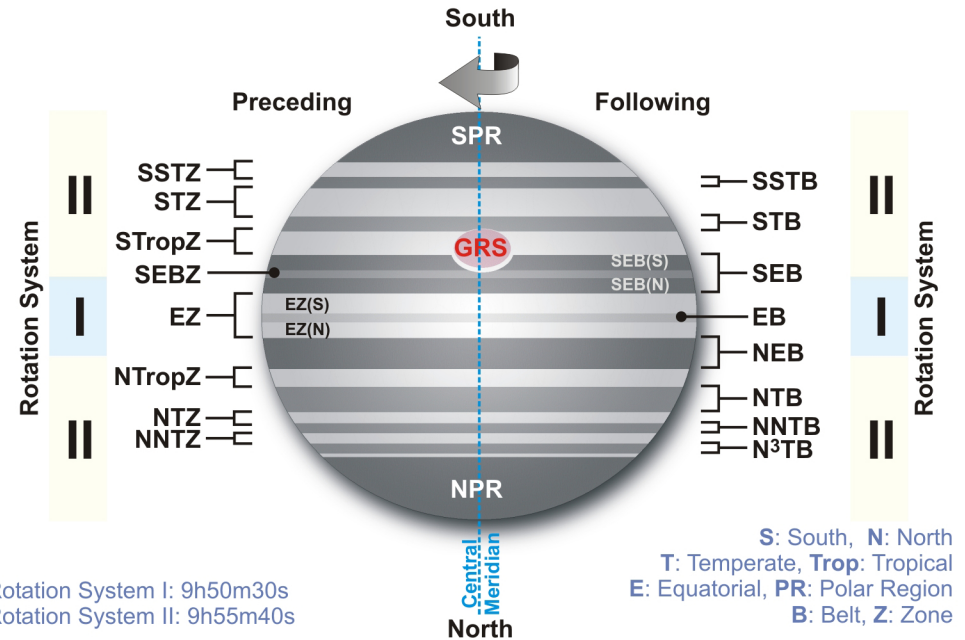 South
Preceding
Following
SPR
SSTZ
STZ
STropZ
SEBZ
EZ
NTropZ
NTZ
NNTZ
II
I
II
Rotation System
GRS
SEB(S)
SEB(N)
EZ(S)
EZ(N)
NPR
SSTB
STB
SEB
EB
NEB
NTB
NNTB
N³TB
II
I
II
Rotation System
Central
Meridian
North
Rotation System I: 9h50m30s
Rotation System II: 9h55m40s
S: South, N: North
T: Temperate, Trop: Tropical
E: Equatorial, PR: Polar Region
B: Belt, Z: Zone